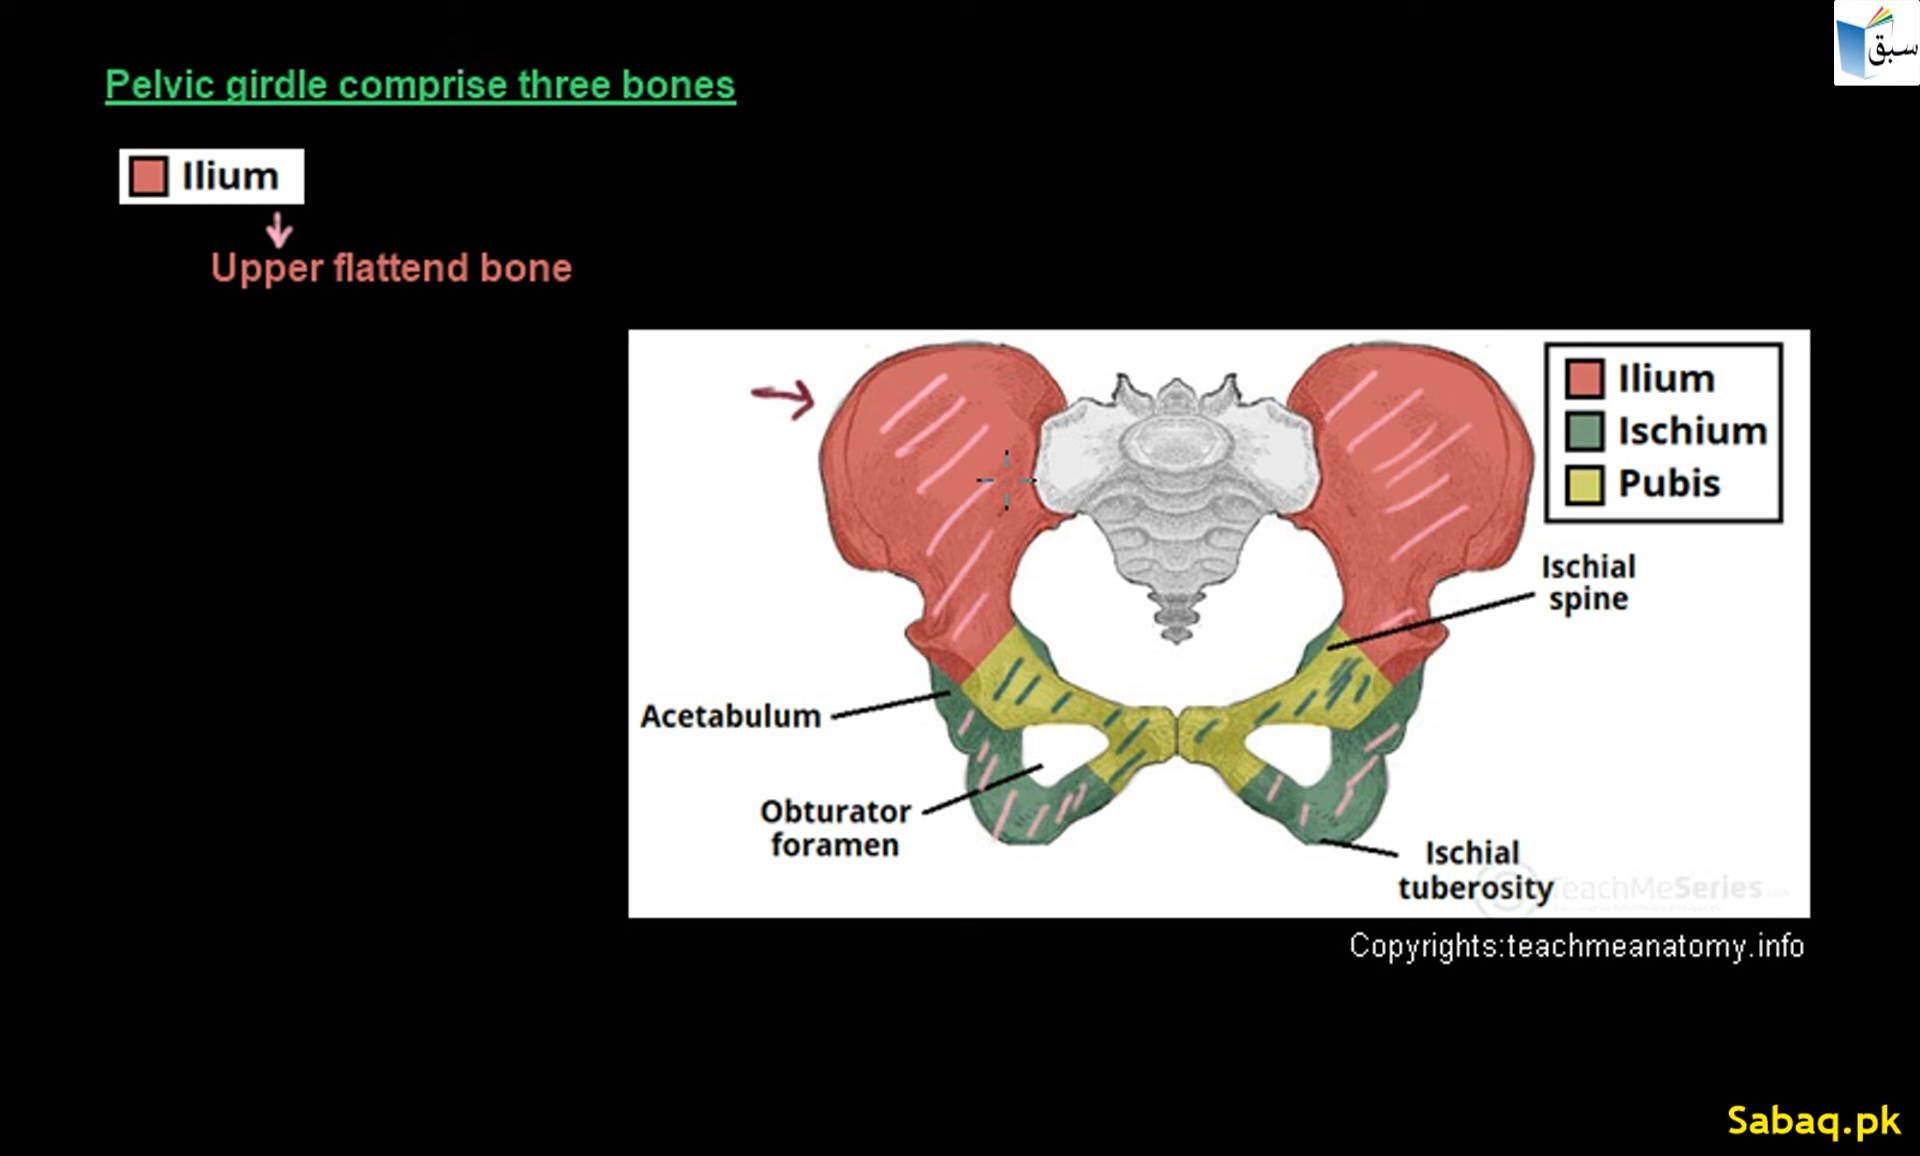 سبق
Pelvic girdle comprise three bones
Ilium
Upper flattend bone
Ilium
Ischium
Pubis
Ischial
spine
Acetabulum
Obturator
foramen
Ischial
tuberosity
TeachMeSeries
Copyrights:teachmeanatomy.info
Sabaq.pk